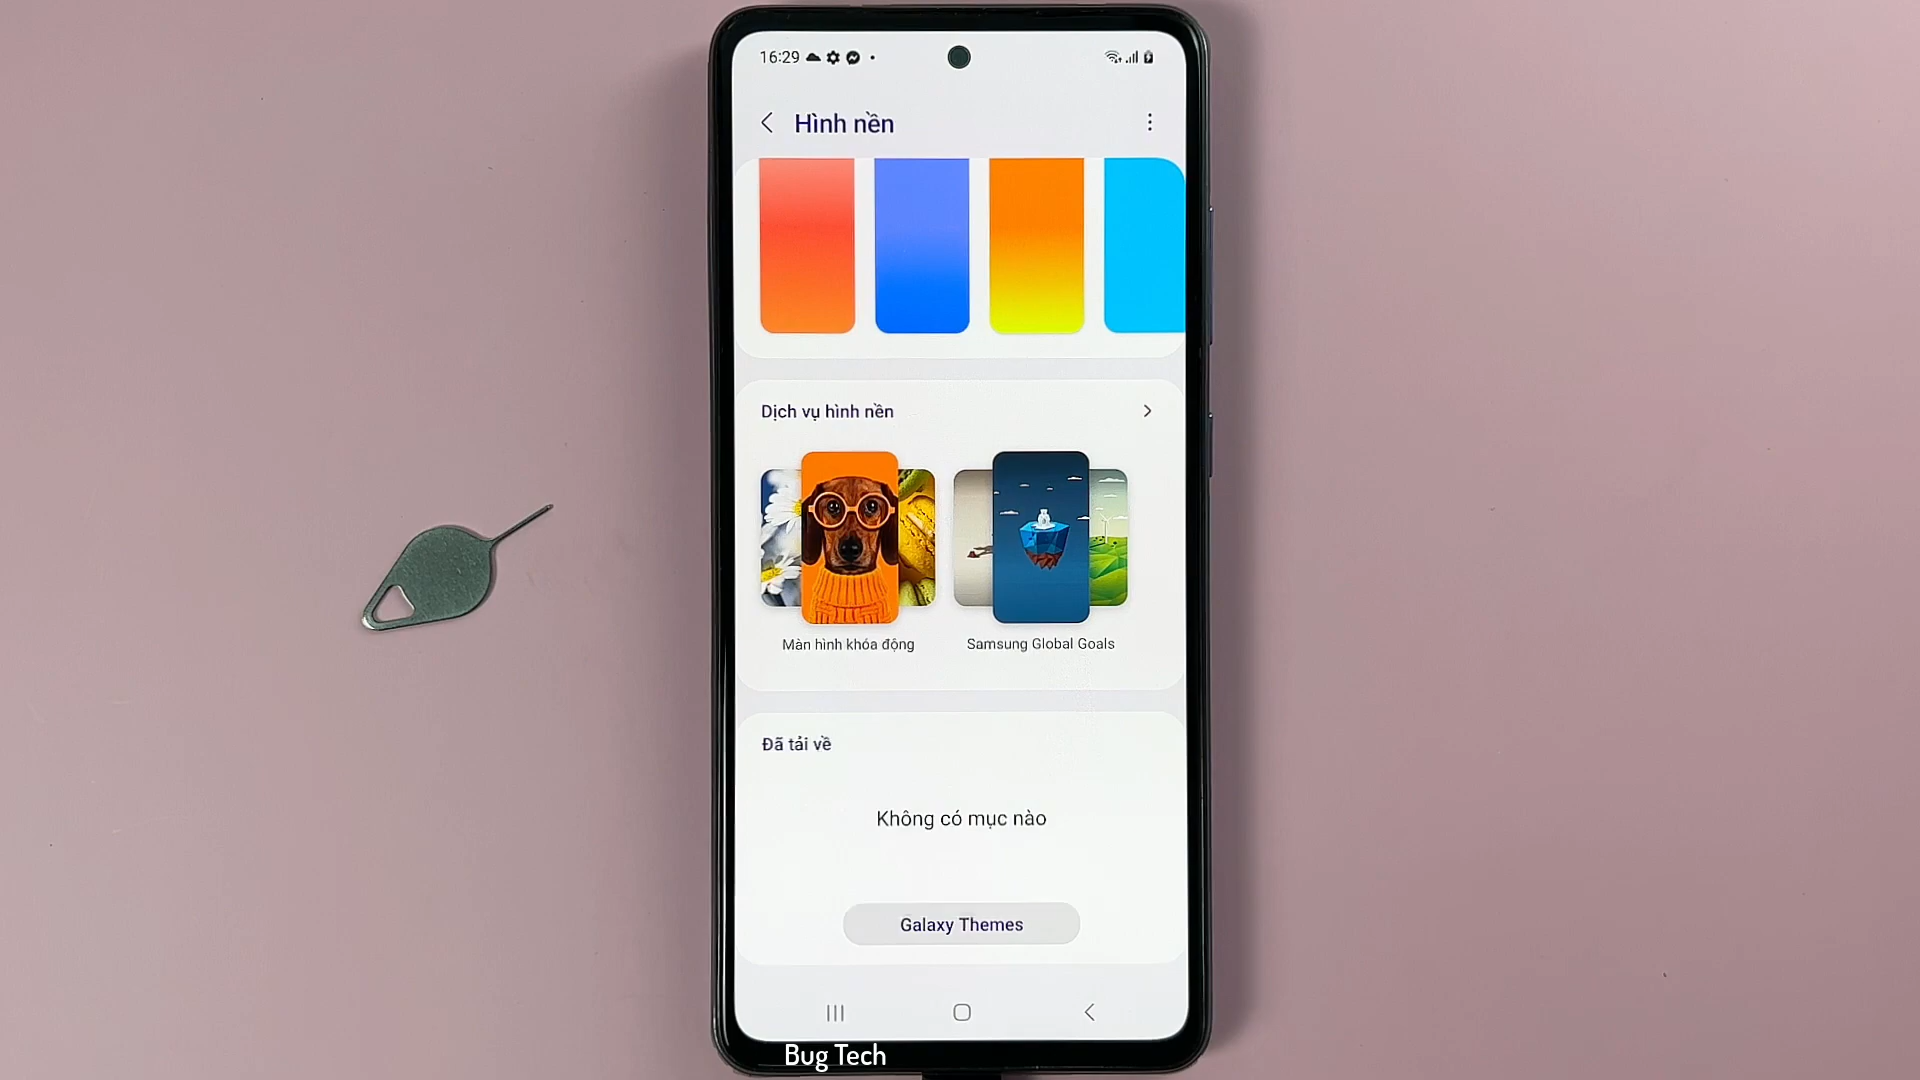 16:29
Hình nền
Dịch vụ hình nền
Màn hình khóa động
Samsung Global Goals
Đã tải về
Không có mục nào
Galaxy Themes
Bug Tech